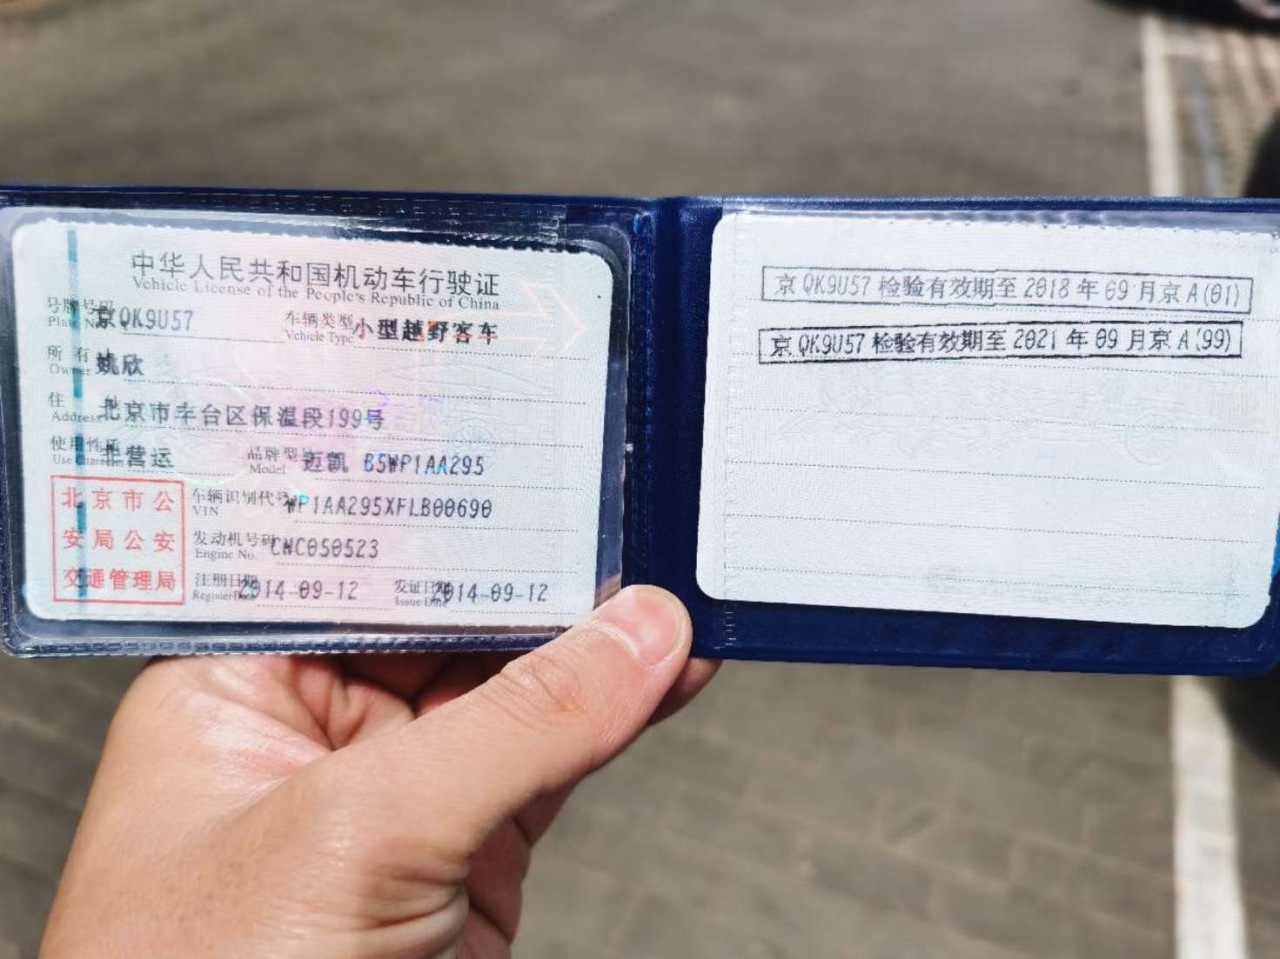 中华人民共和国机动车行驶证
Vehicle License of the People's Republic of China
号牌号码 京QK9U57 车辆类型 小型越野客车
Plate No. Vehicle Type
所有人 姚欣
Owner
住 北京市丰台区保温段199号
Address
使用性质 非营运 品牌型号 迈凯 B5WP1AA295
Use Character Model
北京市公安局公安交通管理局
车辆识别代号 WP1AA295XFLB00690
VIN
发动机号码 CNC050523
Engine No.
注册日期 2014-09-12 发证日期 2014-09-12
Register Date Issue Date
京QK9U57 检验有效期至 2018年09月京A(01)
京QK9U57 检验有效期至 2021年09月京A(99)